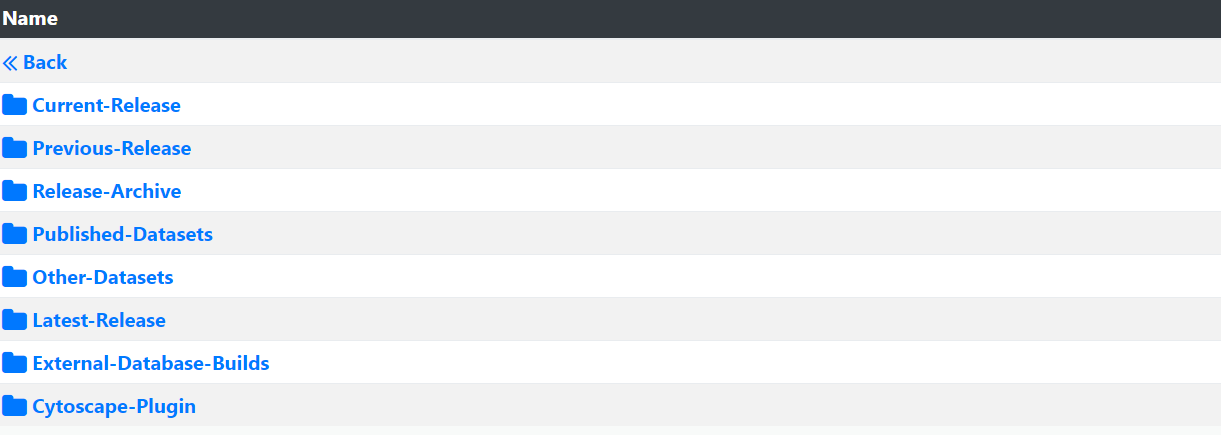 Name
Back
Current-Release
Previous-Release
Release-Archive
Published-Datasets
Other-Datasets
Latest-Release
External-Database-Builds
Cytoscape-Plugin